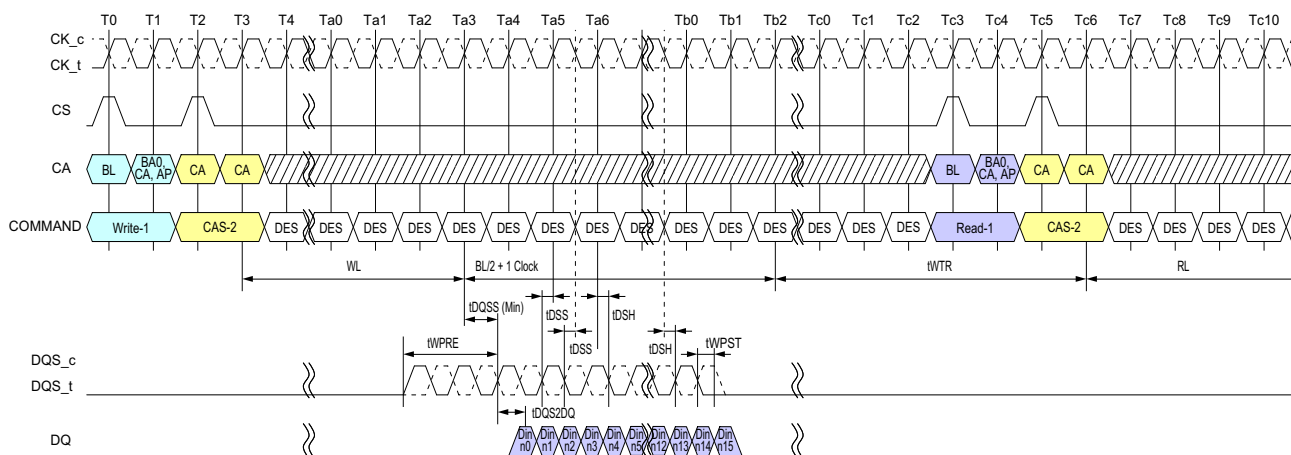 T0 T1 T2 T3 T4 Ta0 Ta1 Ta2 Ta3 Ta4 Ta5 Ta6 Tb0 Tb1 Tb2 Tc0 Tc1 Tc2 Tc3 Tc4 Tc5 Tc6 Tc7 Tc8 Tc9 Tc10
CK_c
CK_t
CS
CA BL BA0, CA, AP CA CA BL BA0, CA, AP CA CA
COMMAND Write-1 CAS-2 DES DES DES DES DES DES DES DES DES DES DES DES DES DES DES Read-1 CAS-2 DES DES DES DES
WL BL/2 + 1 Clock tWTR RL
tDQSS (Min) tDSS tDSH
tWPRE tDSS tDSH tWPST
DQS_c
DQS_t
tDQS2DQ
DQ Din n0 Din n1 Din n2 Din n3 Din n4 Din n5 Din n12 Din n13 Din n14 Din n15